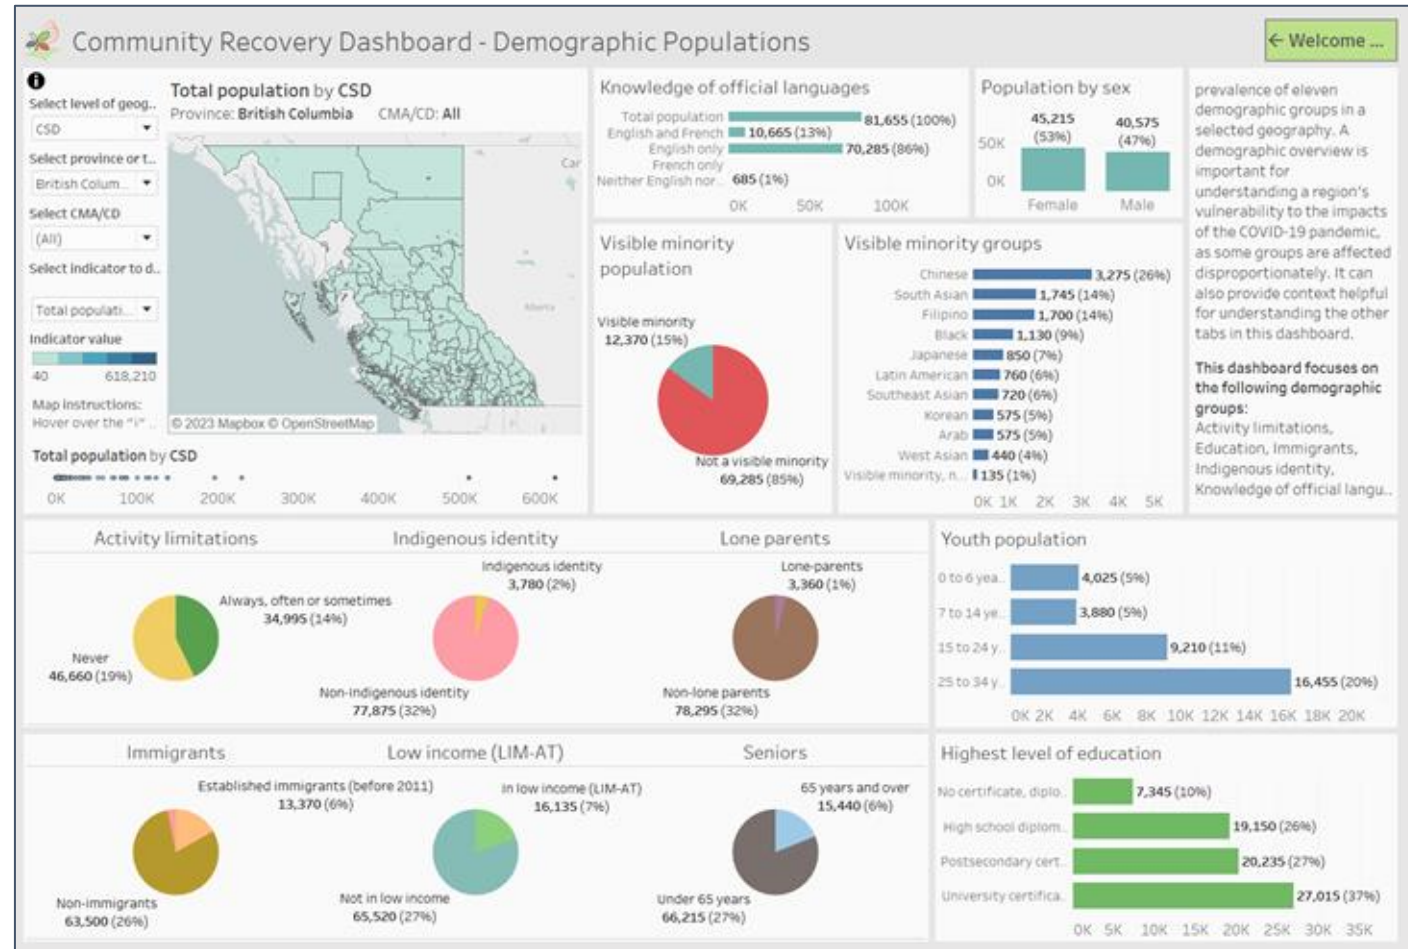 Community Recovery Dashboard - Demographic Populations
← Welcome ...
Select level of geog..
CSD
Select province or t...
British Colum...
Select CMA/CD
(All)
Select indicator to d..
Total populati...
Indicator value
40 618,210
Map instructions:
Hover over the "i" ..
Total population by CSD
Province: British Columbia CMA/CD: All
Car
Alberta
© 2023 Mapbox © OpenStreetMap
Total population by CSD
0K 100K 200K 300K 400K 500K 600K
Knowledge of official languages
Total population 81,655 (100%)
English and French 10,665 (13%)
English only 70,285 (86%)
French only
Neither English nor.. 685 (1%)
0K 50K 100K
Population by sex
45,215 40,575
(53%) (47%)
50K
0K
Female Male
Visible minority
population
Visible minority
12,370 (15%)
Not a visible minority
69,285 (85%)
Visible minority groups
Chinese 3,275 (26%)
South Asian 1,745 (14%)
Filipino 1,700 (14%)
Black 1,130 (9%)
Japanese 850 (7%)
Latin American 760 (6%)
Southeast Asian 720 (6%)
Korean 575 (5%)
Arab 575 (5%)
West Asian 440 (4%)
Visible minority, n... 135 (1%)
0K 1K 2K 3K 4K 5K
prevalence of eleven
demographic groups in a
selected geography. A
demographic overview is
important for
understanding a region's
vulnerability to the impacts
of the COVID-19 pandemic,
as some groups are affected
disproportionately. It can
also provide context helpful
for understanding the other
tabs in this dashboard.
This dashboard focuses on
the following demographic
groups:
Activity limitations,
Education, Immigrants,
Indigenous identity,
Knowledge of official langu..
Activity limitations
Always, often or sometimes
34,995 (14%)
Never
46,660 (19%)
Indigenous identity
Indigenous identity
3,780 (2%)
Non-Indigenous identity
77,875 (32%)
Lone parents
Lone-parents
3,360 (1%)
Non-lone parents
78,295 (32%)
Youth population
0 to 6 yea.. 4,025 (5%)
7 to 14 ye.. 3,880 (5%)
15 to 24 y.. 9,210 (11%)
25 to 34 y.. 16,455 (20%)
0K 2K 4K 6K 8K 10K 12K 14K 16K 18K 20K
Immigrants
Established immigrants (before 2011)
13,370 (6%)
Non-immigrants
63,500 (26%)
Low income (LIM-AT)
In low income (LIM-AT)
16,135 (7%)
Not in low income
65,520 (27%)
Seniors
65 years and over
15,440 (6%)
Under 65 years
66,215 (27%)
Highest level of education
No certificate, diplo.. 7,345 (10%)
High school diplom.. 19,150 (26%)
Postsecondary cert.. 20,235 (27%)
University certifica.. 27,015 (37%)
0K 5K 10K 15K 20K 25K 30K 35K